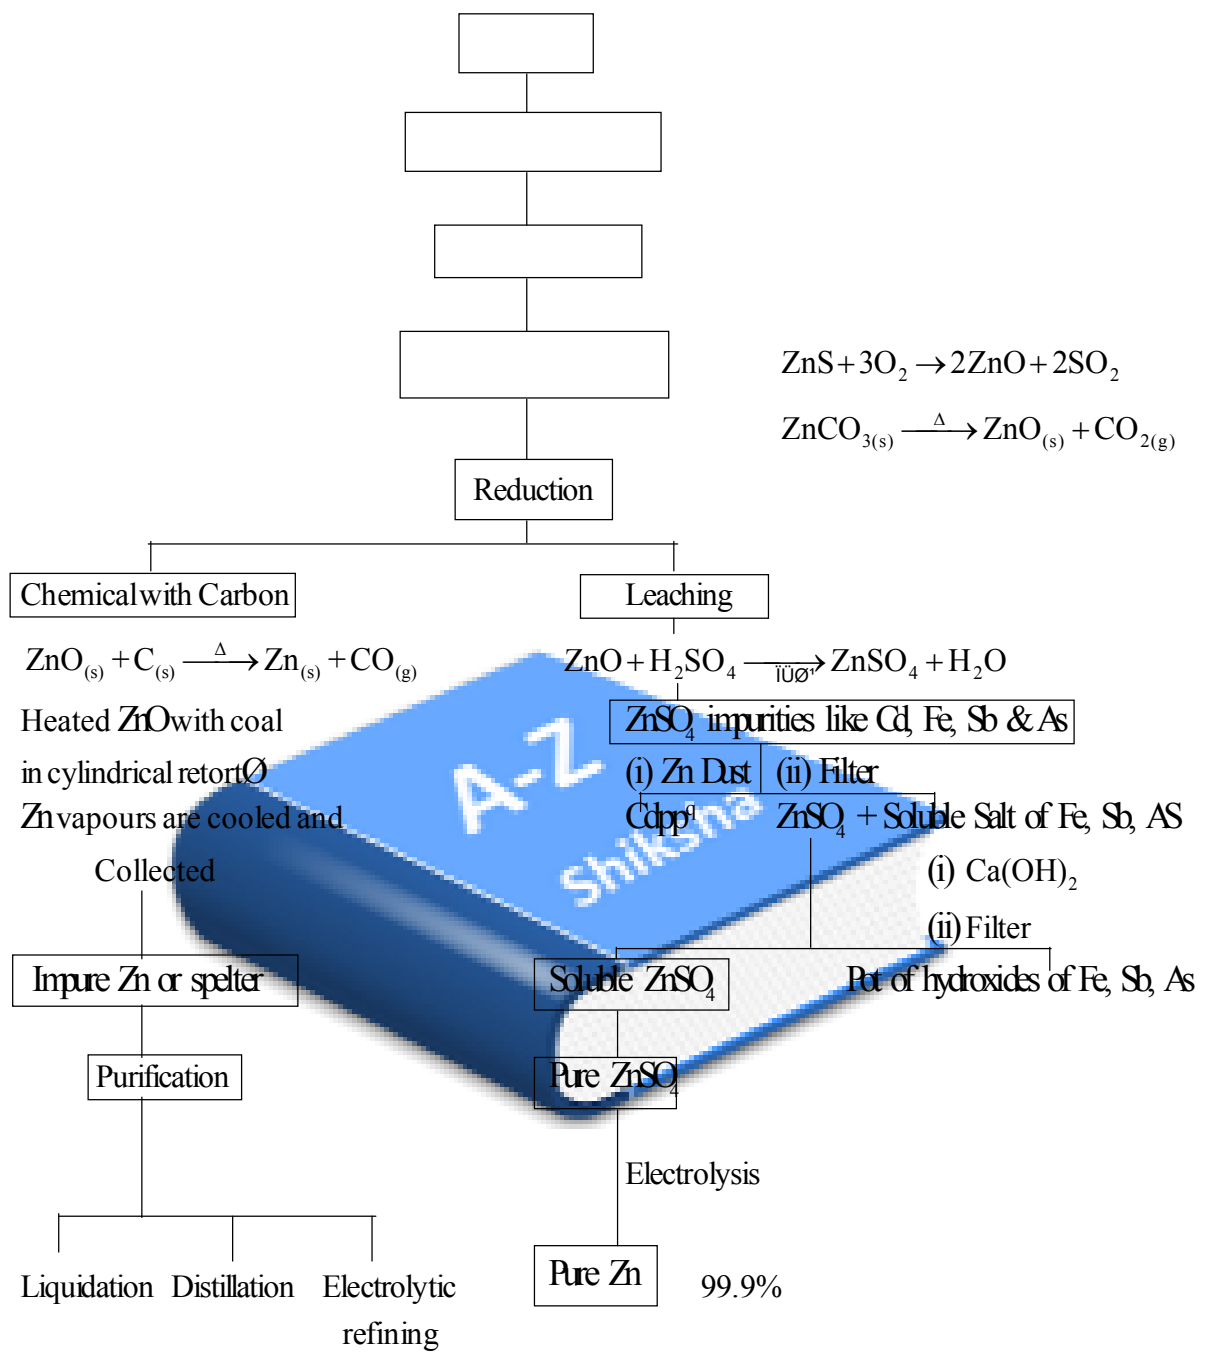 ZnS + 3O₂ → 2ZnO + 2SO₂
ZnCO₃₍ₛ₎ —Δ→ ZnO₍ₛ₎ + CO₂(g)
Reduction
Chemical with Carbon
Leaching
ZnO(s) + C(s) —Δ→ Zn(s) + CO(g)
ZnO + H₂SO₄ —ÏÜØ¹→ ZnSO₄ + H₂O
Heated ZnO with coal
in cylindrical retortØ
Zn vapours are cooled and
Collected
ZnSO₄ impurities like Cd, Fe, Sb & As
(i) Zn Dust
(ii) Filter
Cdppq
ZnSO₄ + Soluble Salt of Fe, Sb, AS
(i) Ca(OH)₂
(ii) Filter
A-Z
Shiksha
Impure Zn or spelter
Soluble ZnSO₄
Pot of hydroxides of Fe, Sb, As
Purification
Pure ZnSO₄
Electrolysis
Liquidation
Distillation
Electrolytic
refining
Pure Zn
99.9%